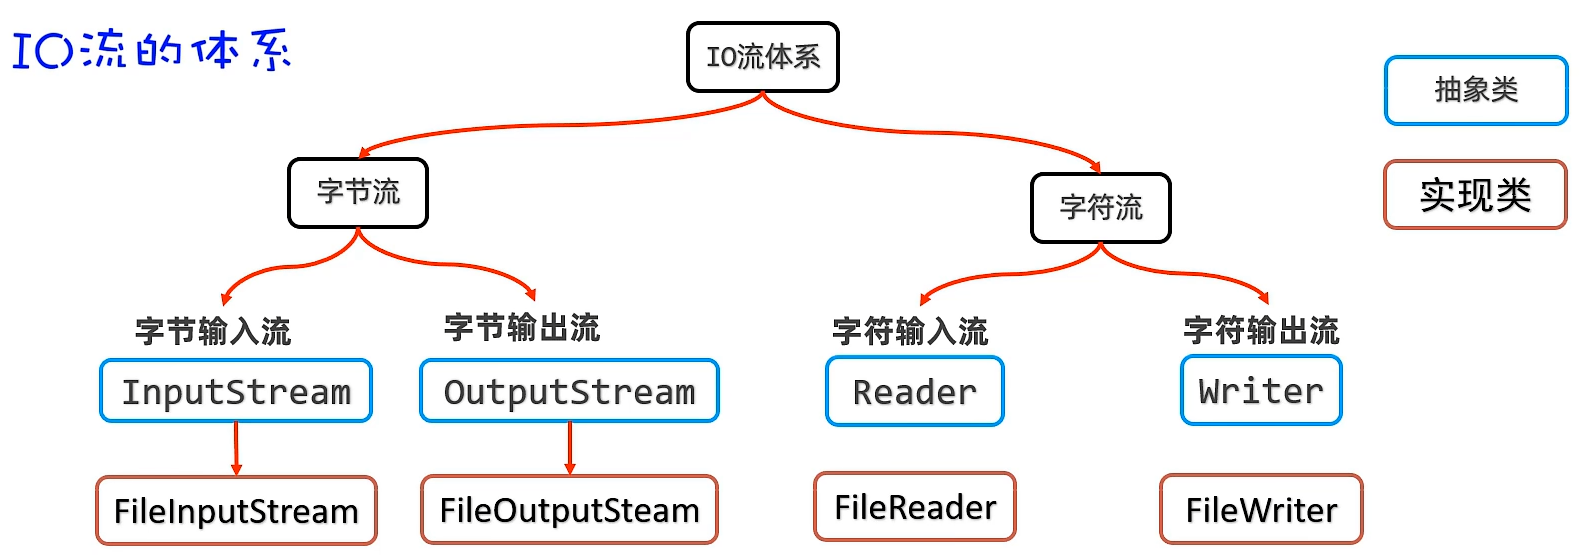 IO流的体系
IO流体系
抽象类
实现类
字节流
字符流
字节输入流
字节输出流
字符输入流
字符输出流
InputStream
OutputStream
Reader
Writer
FileInputStream
FileOutputSteam
FileReader
FileWriter